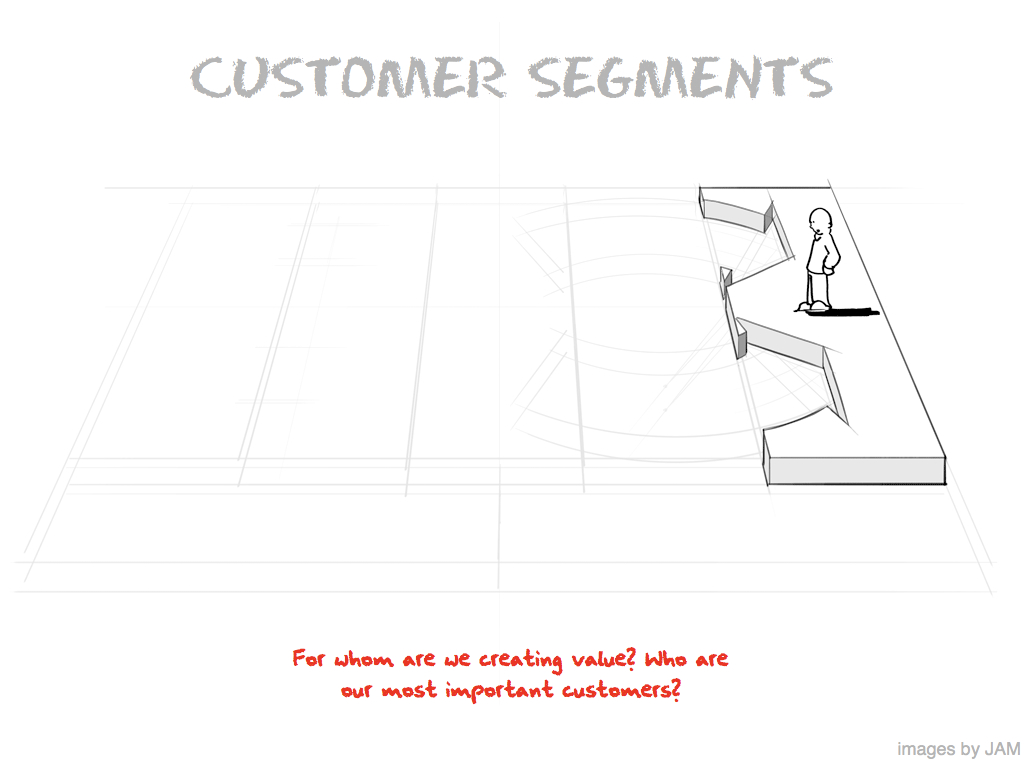 CUSTOMER SEGMENTS
For whom are we creating value? Who are
our most important customers?
images by JAM